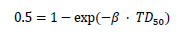 0.5 = 1 − exp(−β · TD₅₀)